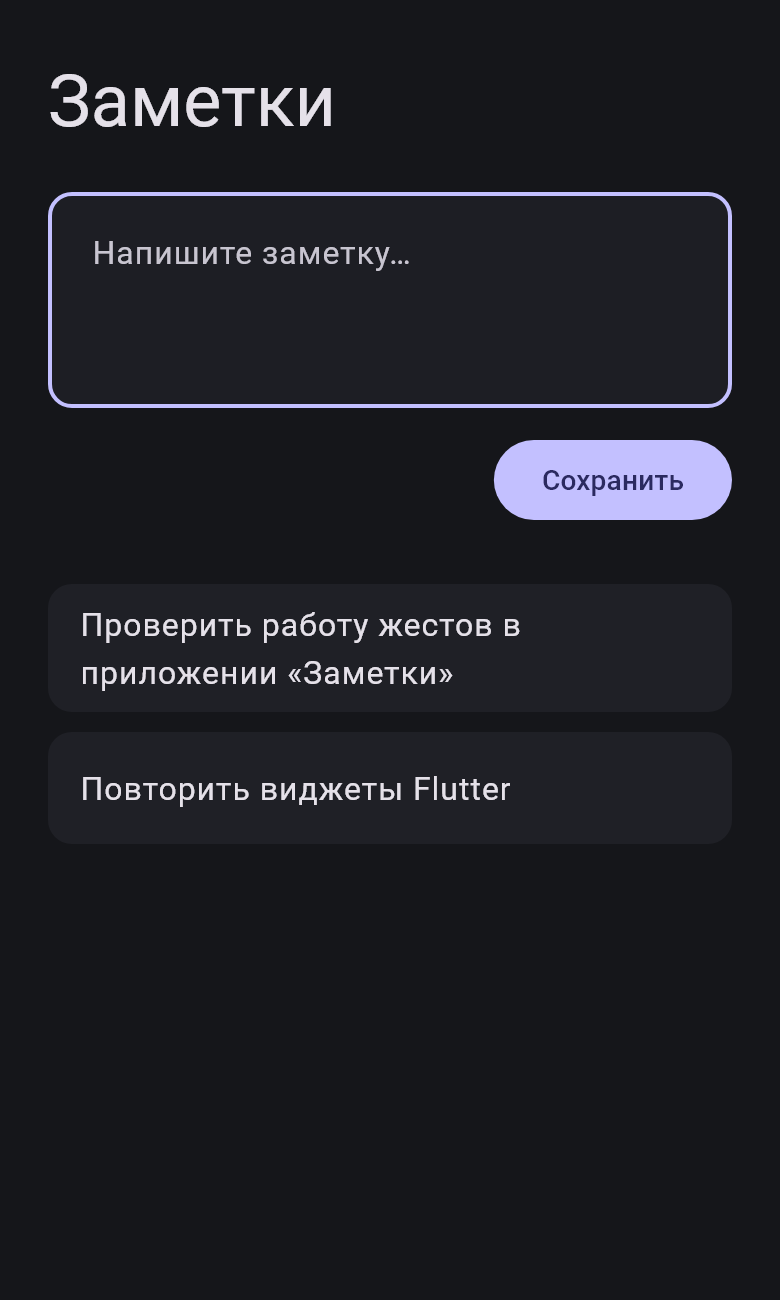 Заметки
Напишите заметку…
Сохранить
Проверить работу жестов в
приложении «Заметки»
Повторить виджеты Flutter